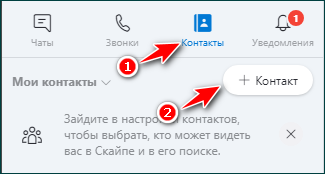 1
Чаты Звонки Контакты Уведомления
1
Мои контакты
2
+ Контакт
Зайдите в настройки контактов,
чтобы выбрать, кто может видеть
вас в Скайпе и в его поиске.